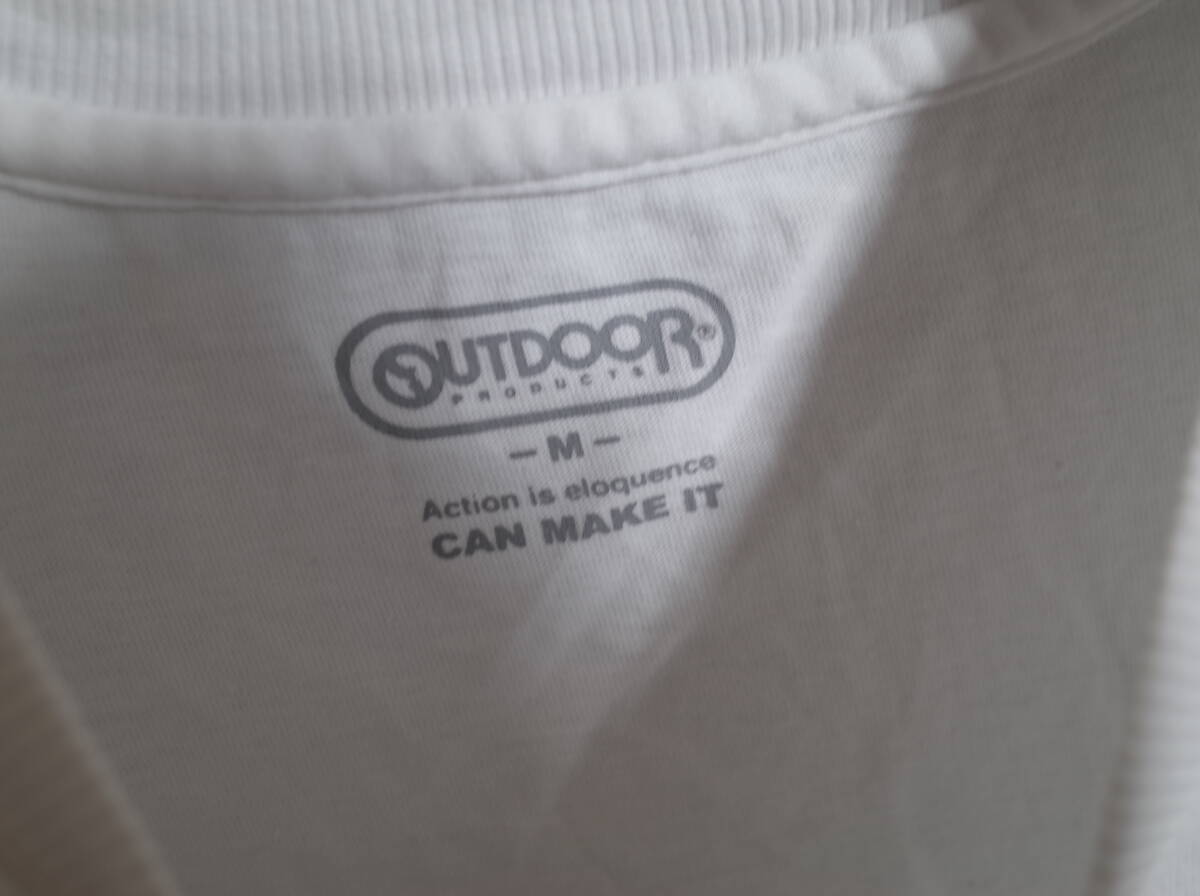 OUTDOOR®
PRODUCTS
– M –
Action is eloquence
CAN MAKE IT